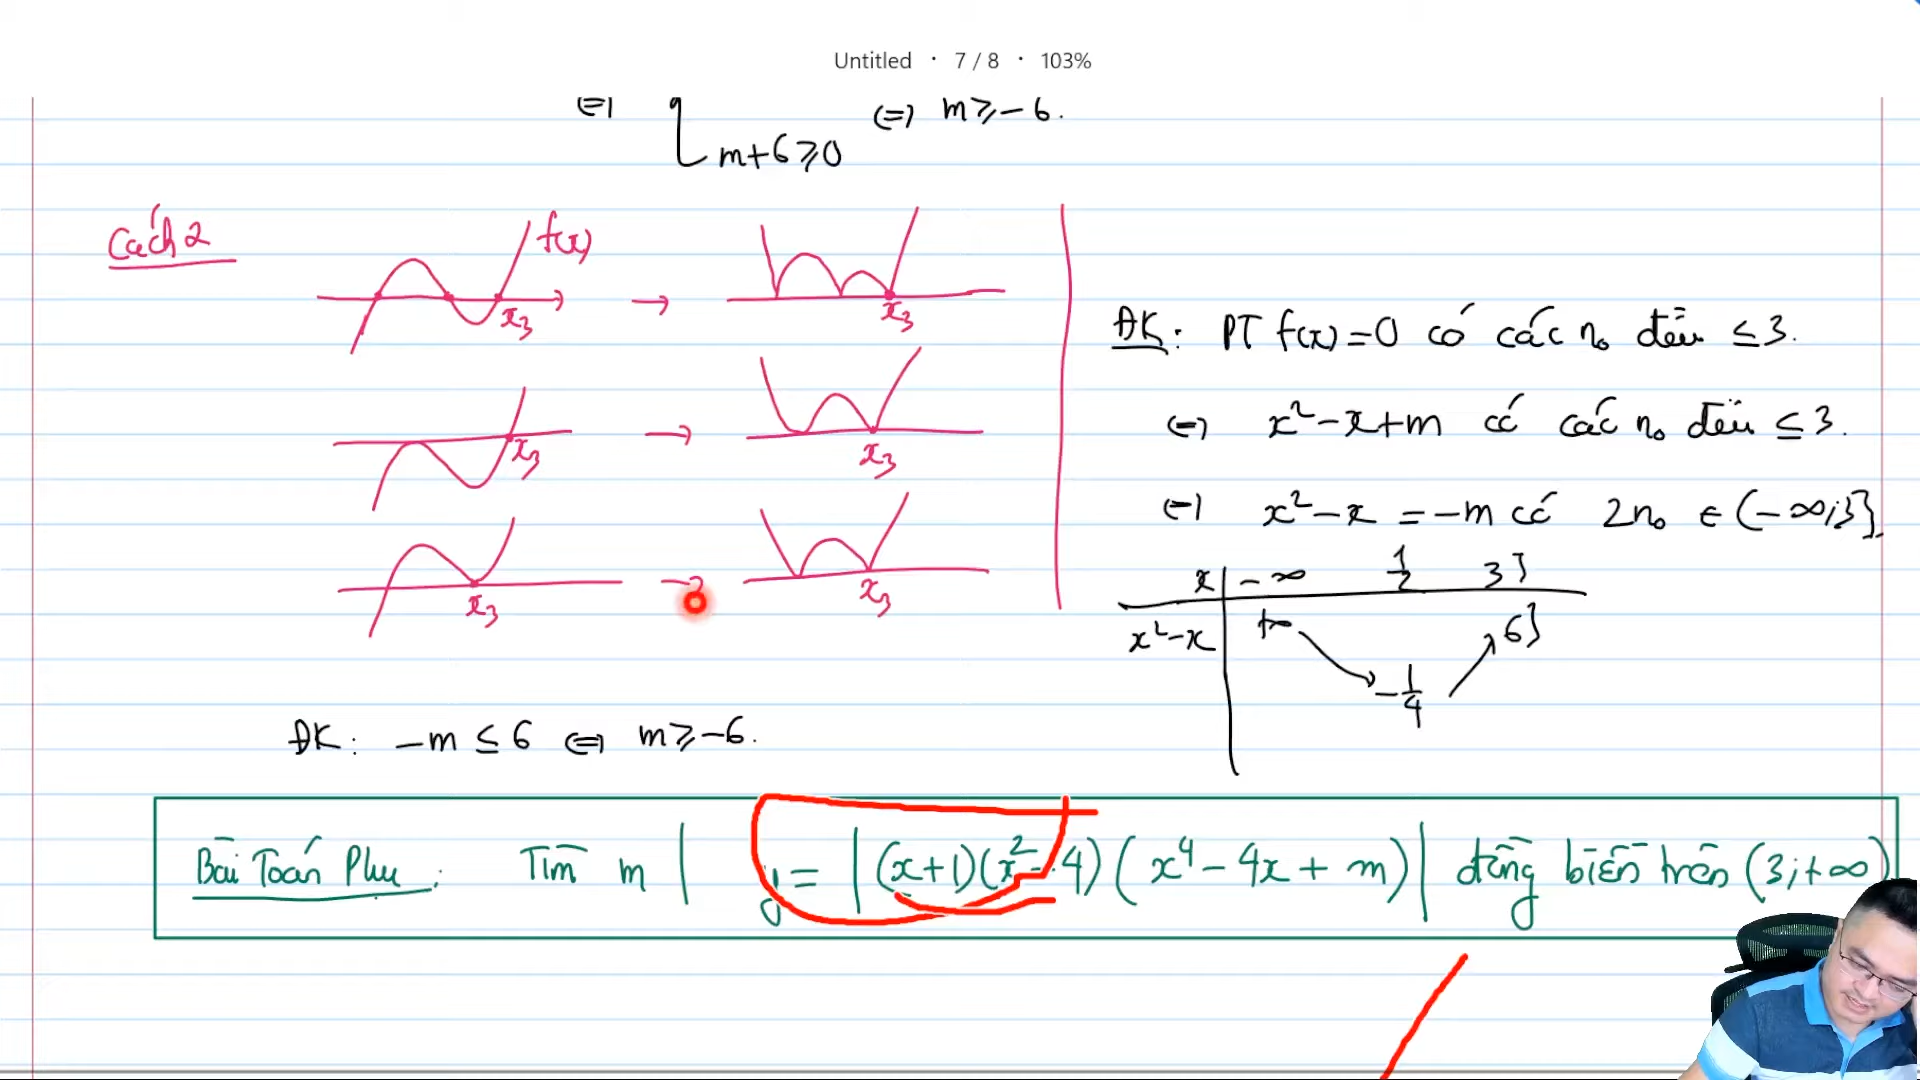 Untitled · 7 / 8 · 103%
⇔ m+6⩾0 ⇔ m⩾-6.
Cách 2
f(x)
x₃ → x₃
x₃ → x₃
x₃ → x₃
ĐK: PT f(x)=0 có các n₀ đều ≤3.
⇔ x²-x+m có các n₀ đều ≤3.
⇔ x²-x = -m có 2n₀ ∈ (-∞;3].
x | -∞ 1/2 3]
x²-x | +∞ -1/4 6]
ĐK: -m ≤ 6 ⇔ m⩾-6.
Bài Toán Phụ: Tìm m | y = |(x+1)(x²-4)(x⁴-4x+m)| đồng biến trên (3;+∞)